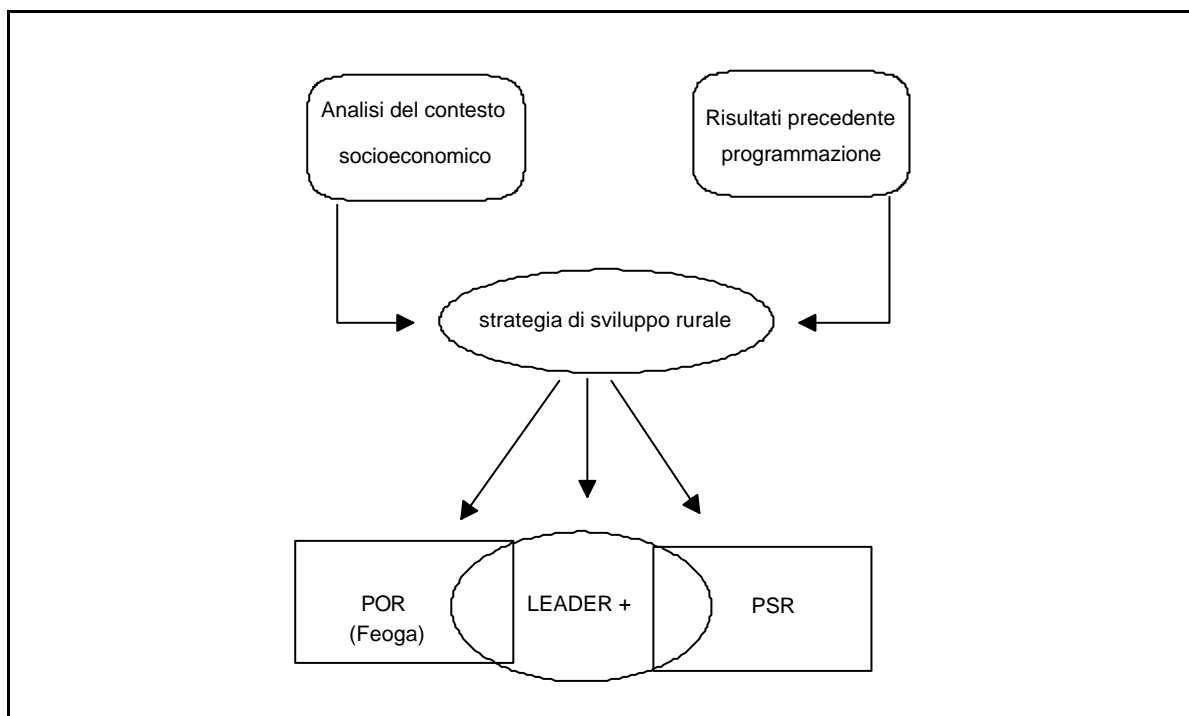 Analisi del contesto
socioeconomico
Risultati precedente
programmazione
strategia di sviluppo rurale
POR
(Feoga)
LEADER +
PSR